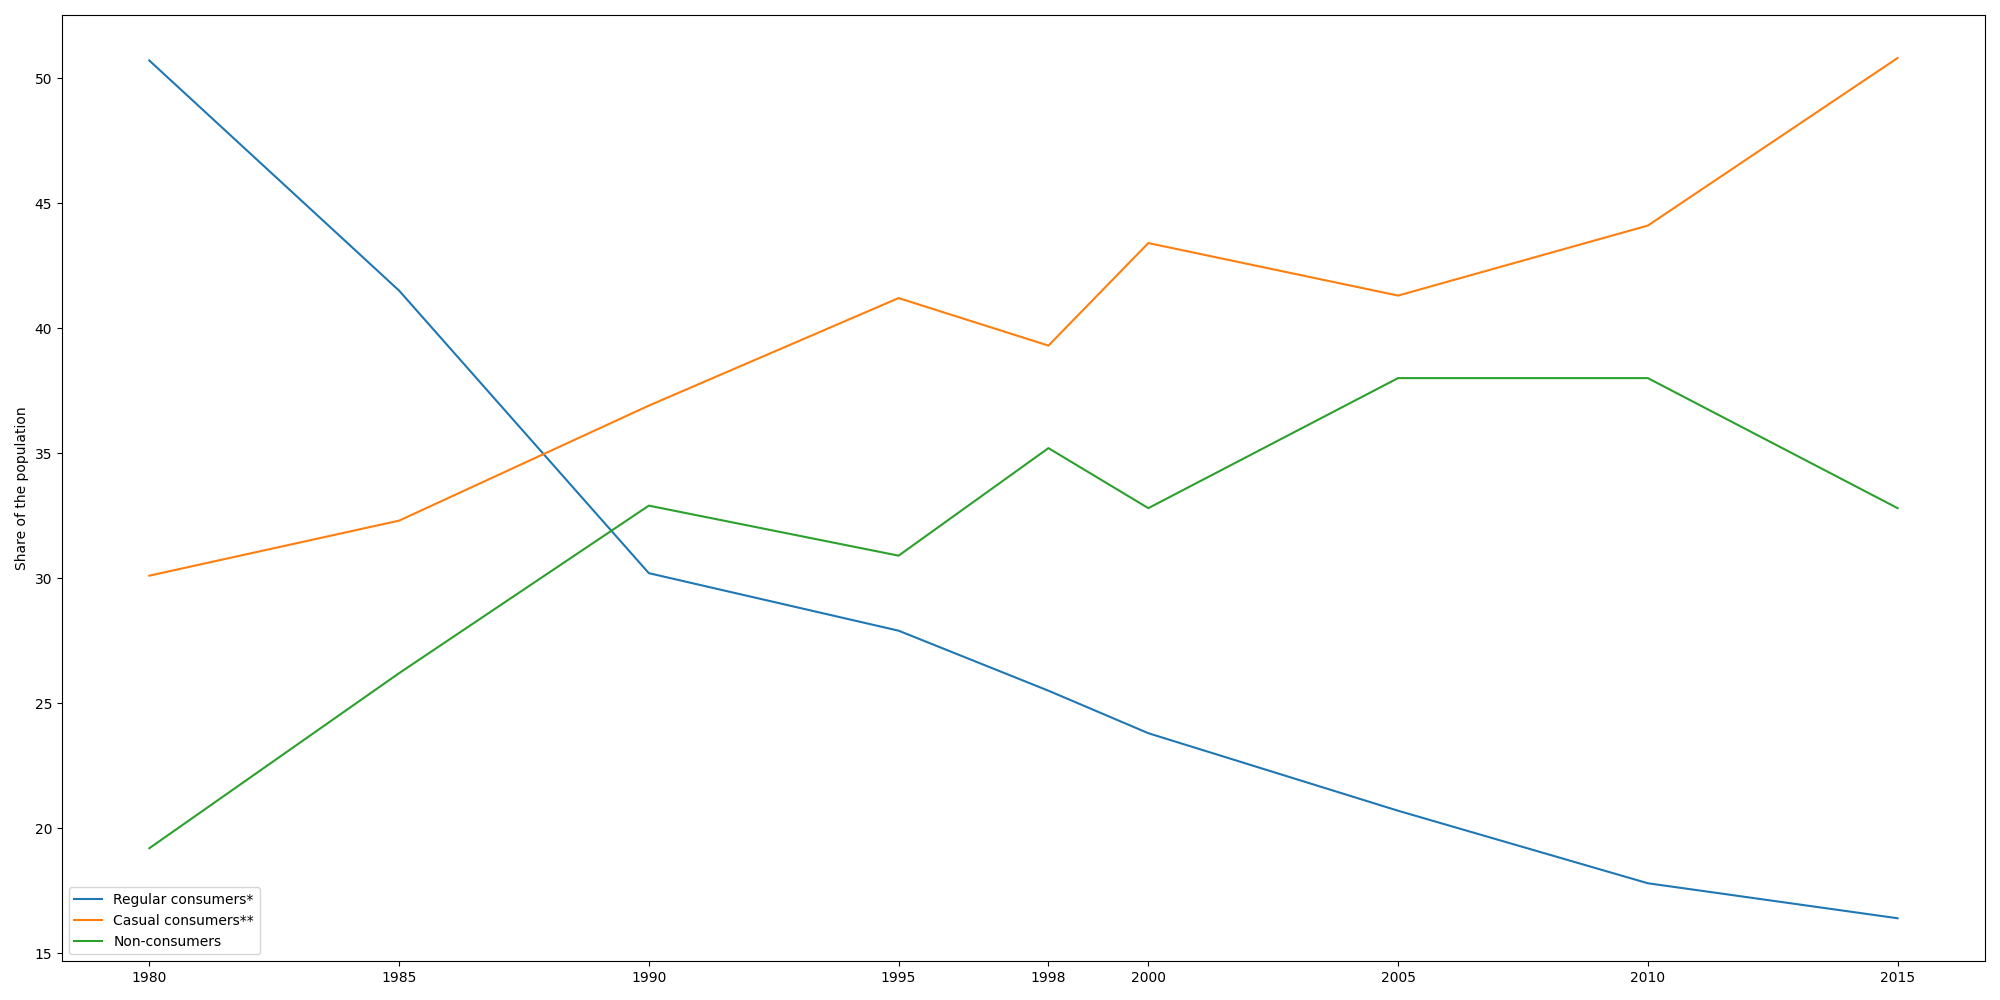 Share of the population
50
45
40
35
30
25
20
15
Regular consumers*
Casual consumers**
Non-consumers
1980 1985 1990 1995 1998 2000 2005 2010 2015